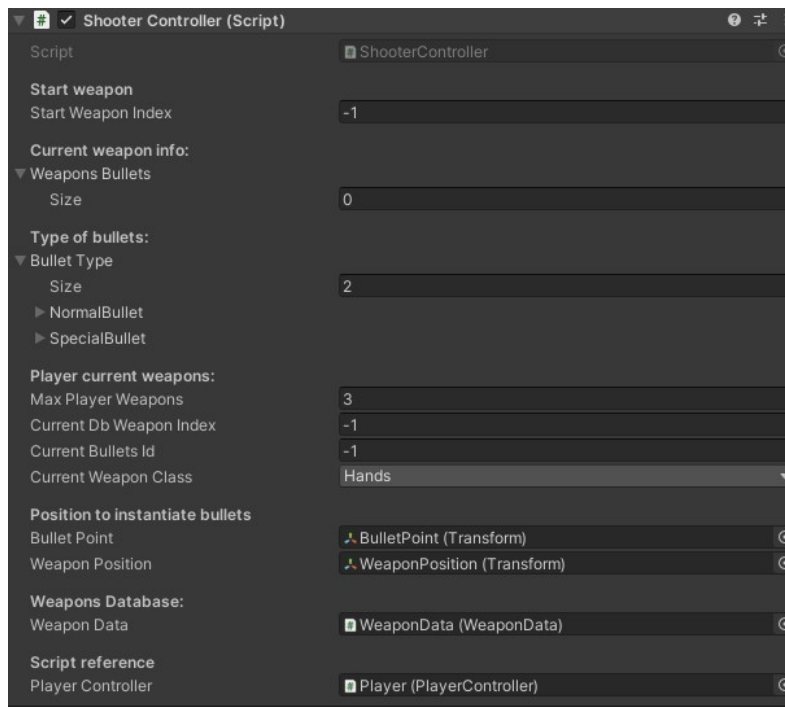 # Shooter Controller (Script)
Script # ShooterController
Start weapon
Start Weapon Index -1
Current weapon info:
Weapons Bullets
Size 0
Type of bullets:
Bullet Type
Size 2
NormalBullet
SpecialBullet
Player current weapons:
Max Player Weapons 3
Current Db Weapon Index -1
Current Bullets Id -1
Current Weapon Class Hands
Position to instantiate bullets
Bullet Point BulletPoint (Transform)
Weapon Position WeaponPosition (Transform)
Weapons Database:
Weapon Data # WeaponData (WeaponData)
Script reference
Player Controller # Player (PlayerController)